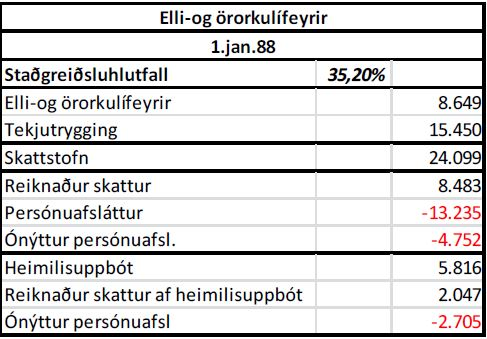 Elli-og örorkulífeyrir
1.jan.88
Staðgreiðsluhlutfall 35,20%
Elli-og örorkulífeyrir 8.649
Tekjutrygging 15.450
Skattstofn 24.099
Reiknaður skattur 8.483
Persónuafsláttur -13.235
Ónýttur persónuafsl. -4.752
Heimilisuppbót 5.816
Reiknaður skattur af heimilisuppbót 2.047
Ónýttur persónuafsl -2.705